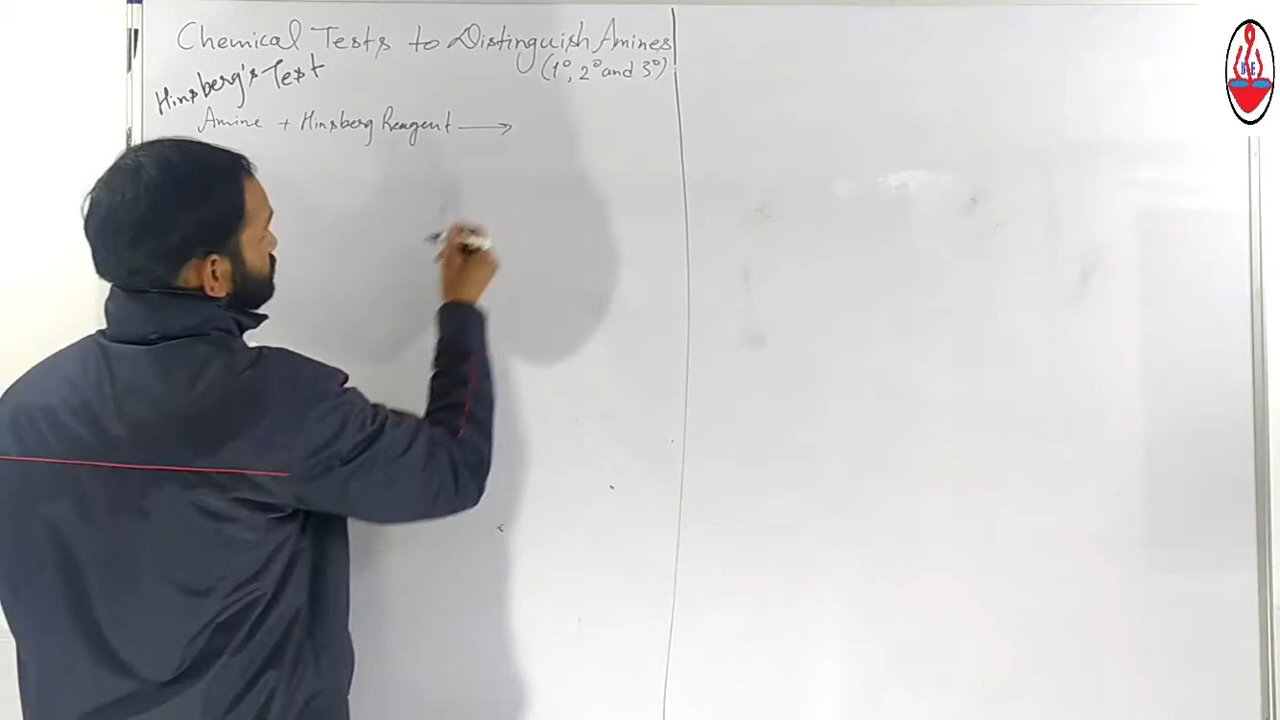 Chemical Tests to Distinguish Amines
(1°, 2° and 3°)
Hinsberg's Test
Amine + Hinsberg Reagent ⟶